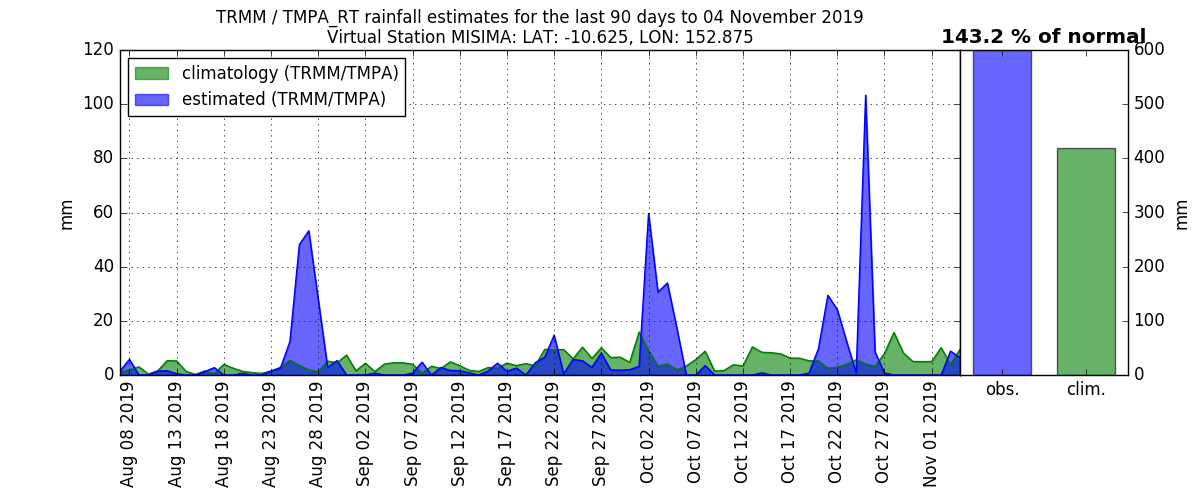 TRMM / TMPA_RT rainfall estimates for the last 90 days to 04 November 2019
Virtual Station MISIMA: LAT: -10.625, LON: 152.875
143.2 % of normal
climatology (TRMM/TMPA)
estimated (TRMM/TMPA)
mm
120
100
80
60
40
20
0
Aug 08 2019
Aug 13 2019
Aug 18 2019
Aug 23 2019
Aug 28 2019
Sep 02 2019
Sep 07 2019
Sep 12 2019
Sep 17 2019
Sep 22 2019
Sep 27 2019
Oct 02 2019
Oct 07 2019
Oct 12 2019
Oct 17 2019
Oct 22 2019
Oct 27 2019
Nov 01 2019
obs.
clim.
600
500
400
300
200
100
0
mm